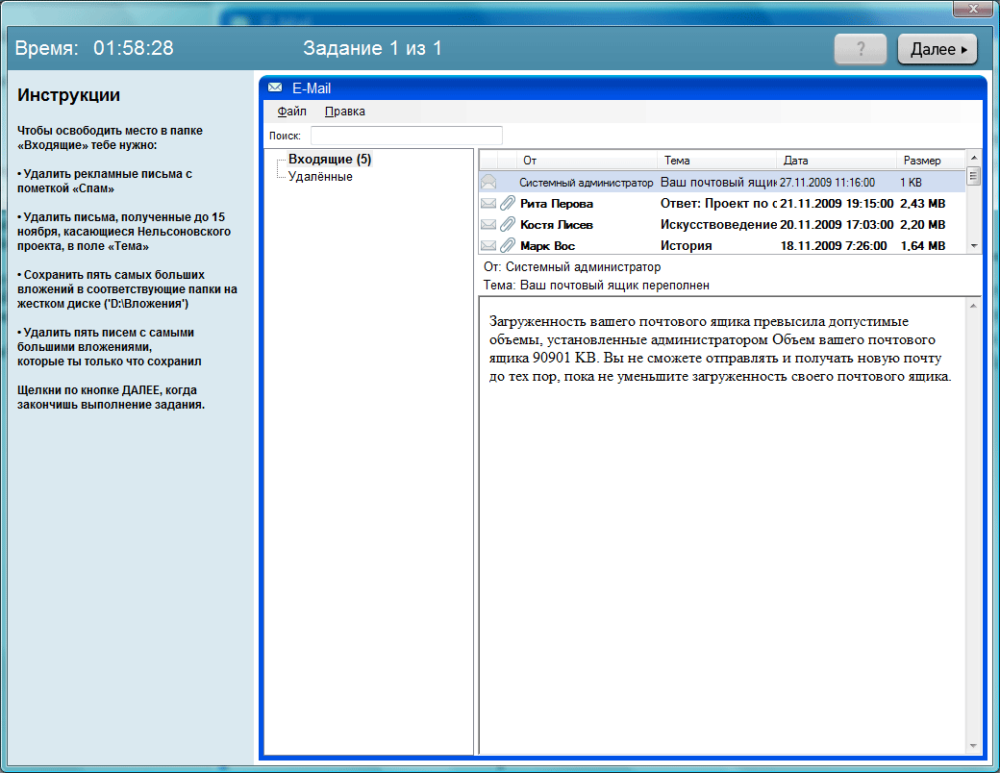 Время: 01:58:28
Задание 1 из 1
?
Далее
Инструкции
Чтобы освободить место в папке
«Входящие» тебе нужно:
• Удалить рекламные письма с
пометкой «Спам»
• Удалить письма, полученные до 15
ноября, касающиеся Нельсоновского
проекта, в поле «Тема»
• Сохранить пять самых больших
вложений в соответствующие папки на
жестком диске ('D:\Вложения')
• Удалить пять писем с самыми
большими вложениями,
которые ты только что сохранил
Щелкни по кнопке ДАЛЕЕ, когда
закончишь выполнение задания.
E-Mail
Файл Правка
Поиск:
Входящие (5)
Удалённые
От Тема Дата Размер
Системный администратор Ваш почтовый ящик 27.11.2009 11:16:00 1 KB
Рита Перова Ответ: Проект по с 21.11.2009 19:15:00 2,43 MB
Костя Лисев Искусствоведение 20.11.2009 17:03:00 2,20 MB
Марк Вос История 18.11.2009 7:26:00 1,64 MB
От: Системный администратор
Тема: Ваш почтовый ящик переполнен
Загруженность вашего почтового ящика превысила допустимые
объемы, установленные администратором Объем вашего почтового
ящика 90901 KB. Вы не сможете отправлять и получать новую почту
до тех пор, пока не уменьшите загруженность своего почтового ящика.